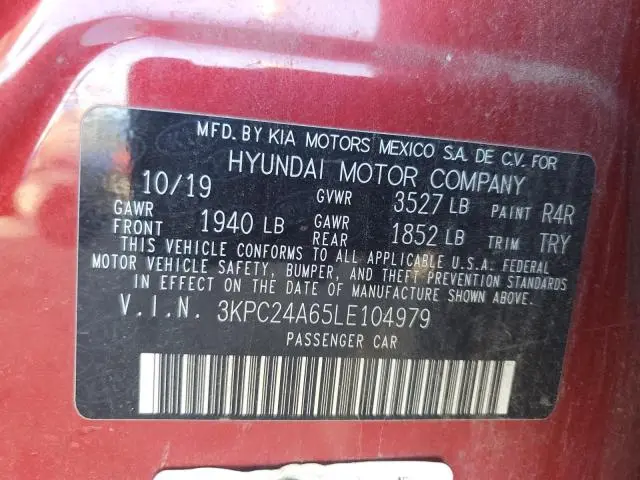 MFD. BY KIA MOTORS MEXICO S.A. DE C.V. FOR
HYUNDAI MOTOR COMPANY
10/19 GVWR 3527 LB PAINT R4R
GAWR FRONT 1940 LB GAWR REAR 1852 LB TRIM TRY
THIS VEHICLE CONFORMS TO ALL APPLICABLE U.S.A. FEDERAL
MOTOR VEHICLE SAFETY, BUMPER, AND THEFT PREVENTION STANDARDS
IN EFFECT ON THE DATE OF MANUFACTURE SHOWN ABOVE.
V.I.N. 3KPC24A65LE104979
PASSENGER CAR